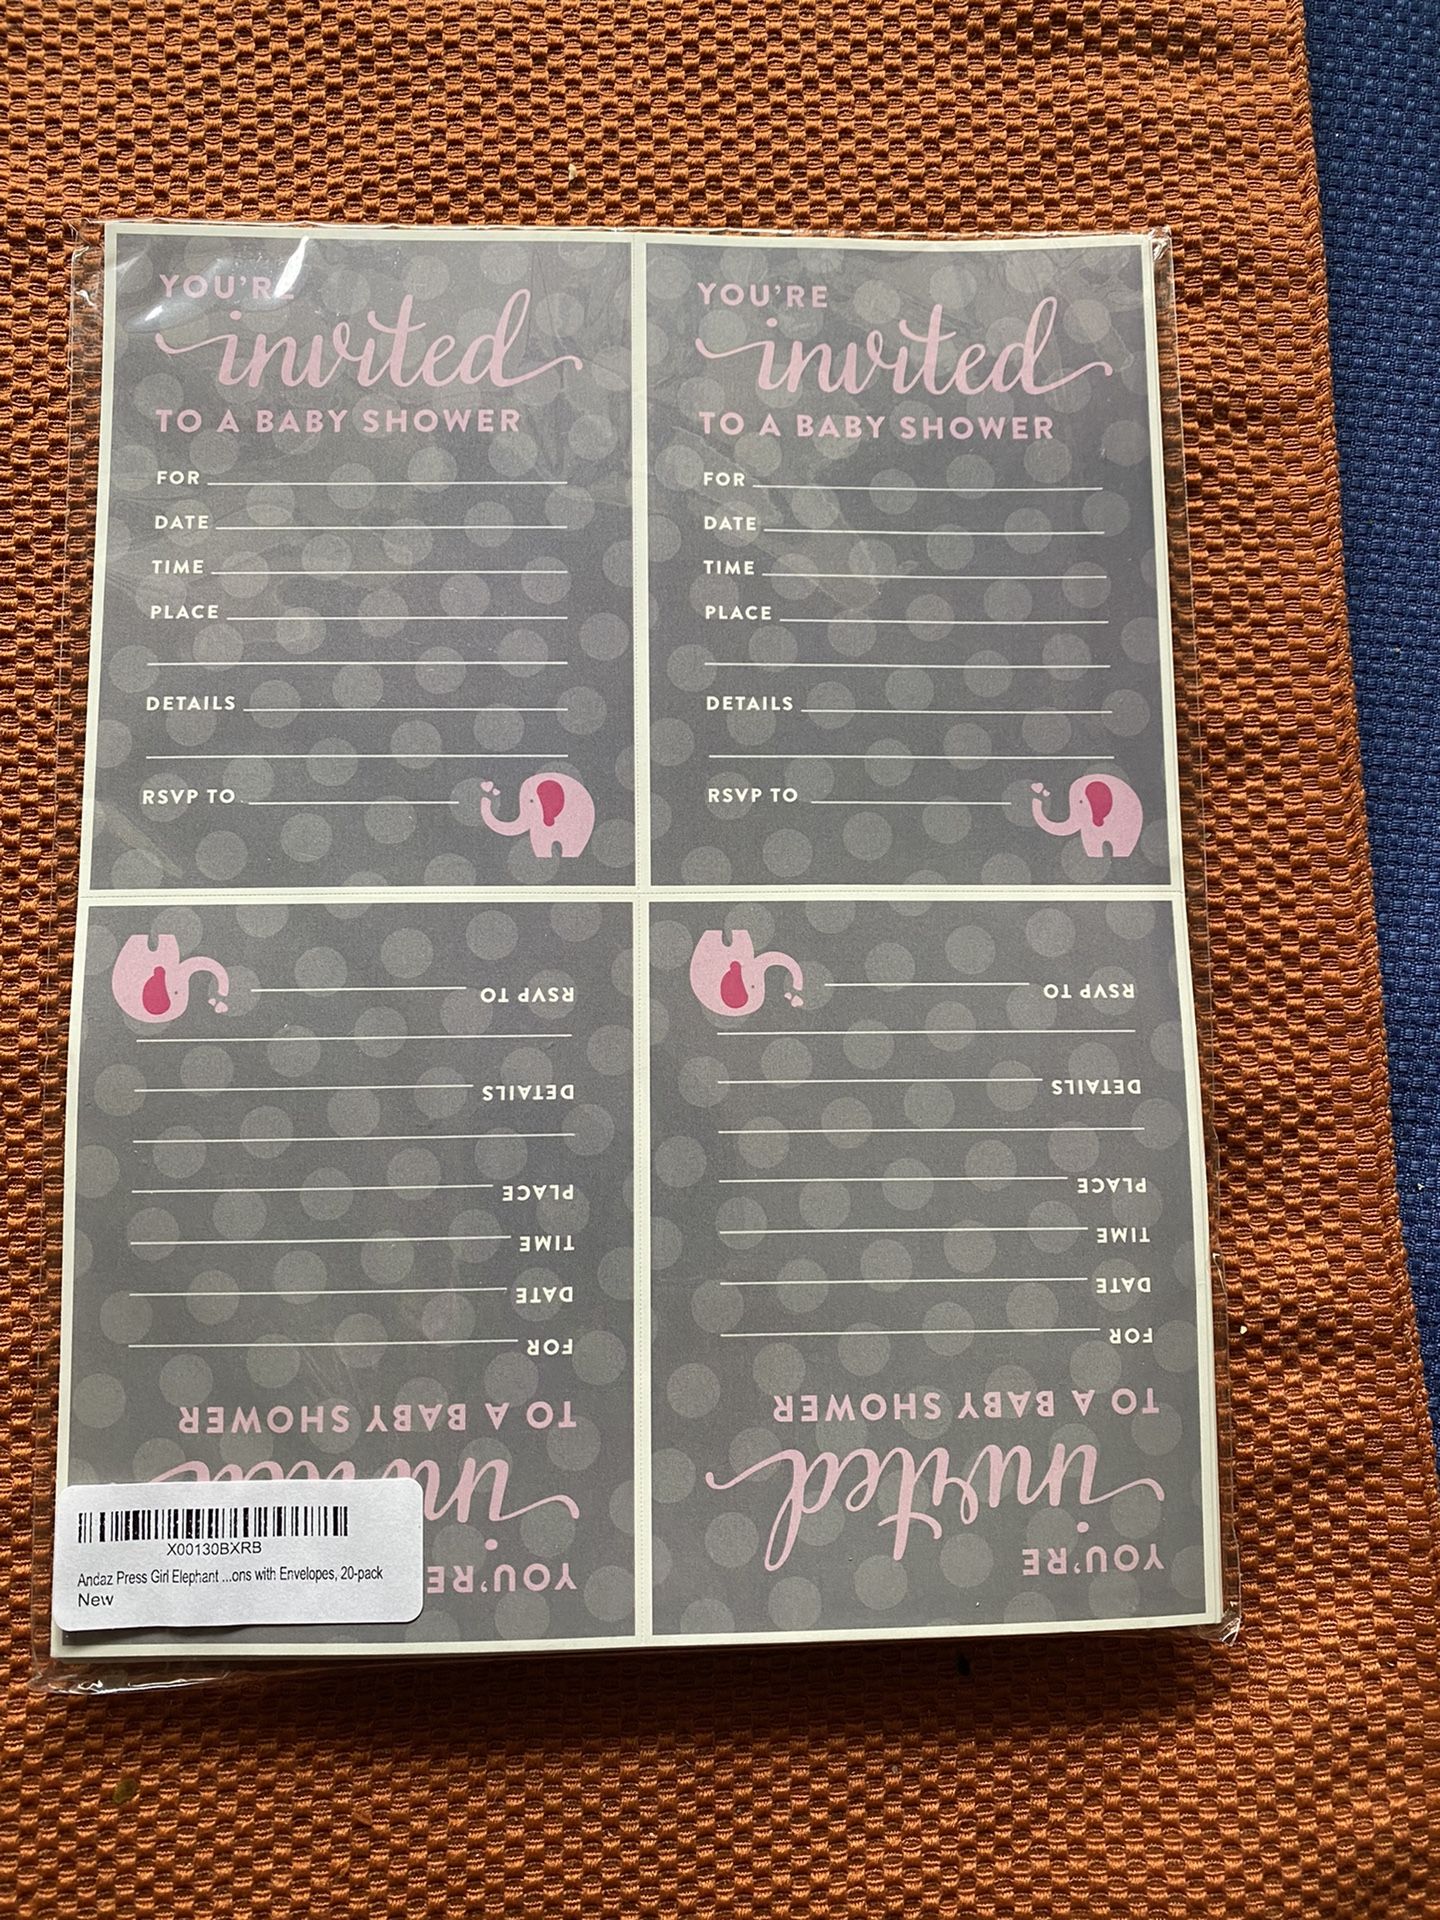 YOU'RE
invited
TO A BABY SHOWER
FOR
DATE
TIME
PLACE
DETAILS
RSVP TO
YOU'RE
invited
TO A BABY SHOWER
FOR
DATE
TIME
PLACE
DETAILS
RSVP TO
YOU'RE
invited
TO A BABY SHOWER
FOR
DATE
TIME
PLACE
DETAILS
RSVP TO
YOU'RE
invited
TO A BABY SHOWER
FOR
DATE
TIME
PLACE
DETAILS
RSVP TO
X00130BXRB
Andaz Press Girl Elephant ...ons with Envelopes, 20-pack
New